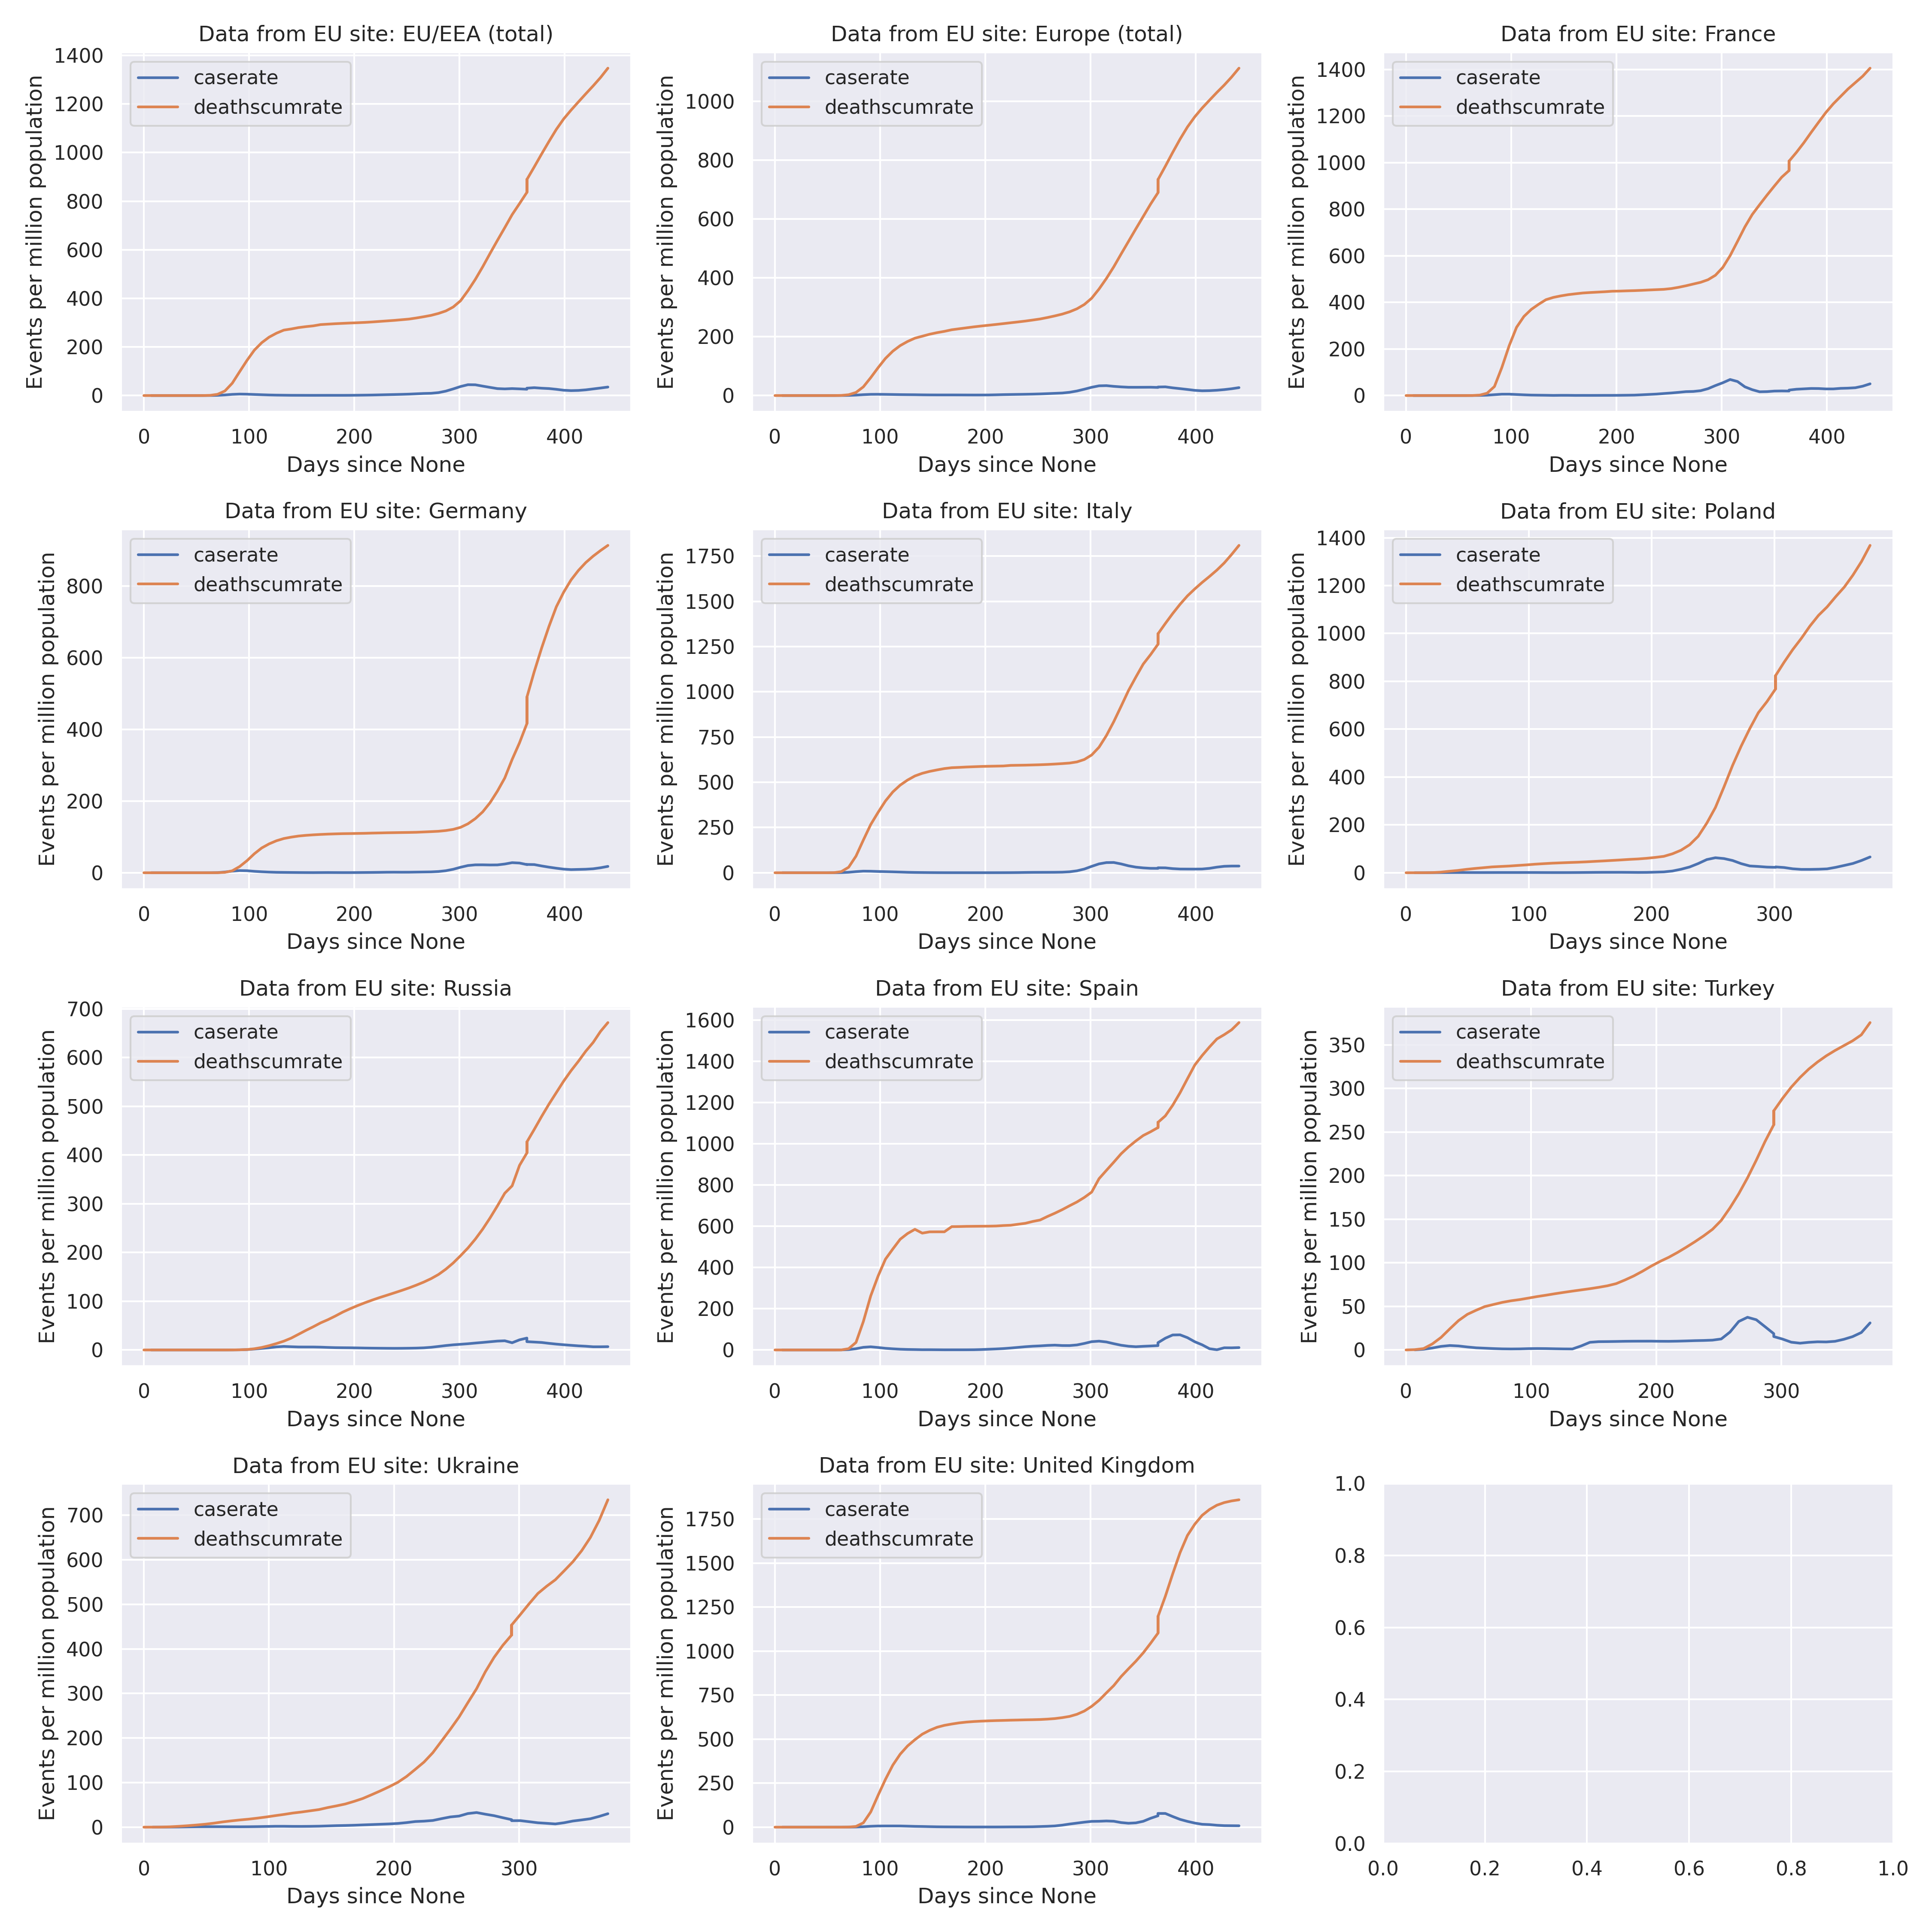 Data from EU site: EU/EEA (total)
Events per million population
1400
1200
1000
800
600
400
200
0
caserate
deathscumrate
0 100 200 300 400
Days since None
Data from EU site: Europe (total)
Events per million population
1000
800
600
400
200
0
caserate
deathscumrate
0 100 200 300 400
Days since None
Data from EU site: France
Events per million population
1400
1200
1000
800
600
400
200
0
caserate
deathscumrate
0 100 200 300 400
Days since None
Data from EU site: Germany
Events per million population
800
600
400
200
0
caserate
deathscumrate
0 100 200 300 400
Days since None
Data from EU site: Italy
Events per million population
1750
1500
1250
1000
750
500
250
0
caserate
deathscumrate
0 100 200 300 400
Days since None
Data from EU site: Poland
Events per million population
1400
1200
1000
800
600
400
200
0
caserate
deathscumrate
0 100 200 300
Days since None
Data from EU site: Russia
Events per million population
700
600
500
400
300
200
100
0
caserate
deathscumrate
0 100 200 300 400
Days since None
Data from EU site: Spain
Events per million population
1600
1400
1200
1000
800
600
400
200
0
caserate
deathscumrate
0 100 200 300 400
Days since None
Data from EU site: Turkey
Events per million population
350
300
250
200
150
100
50
0
caserate
deathscumrate
0 100 200 300
Days since None
Data from EU site: Ukraine
Events per million population
700
600
500
400
300
200
100
0
caserate
deathscumrate
0 100 200 300
Days since None
Data from EU site: United Kingdom
Events per million population
1750
1500
1250
1000
750
500
250
0
caserate
deathscumrate
0 100 200 300 400
Days since None
1.0
0.8
0.6
0.4
0.2
0.0
0.0 0.2 0.4 0.6 0.8 1.0